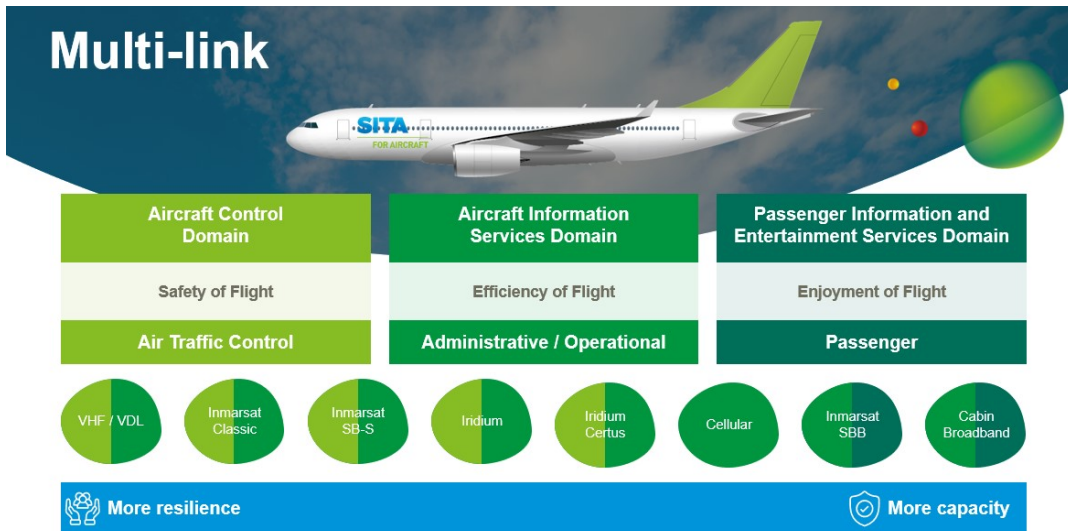 Multi-link
SITA
FOR AIRCRAFT
Aircraft Control
Domain
Aircraft Information
Services Domain
Passenger Information and
Entertainment Services Domain
Safety of Flight
Efficiency of Flight
Enjoyment of Flight
Air Traffic Control
Administrative / Operational
Passenger
VHF / VDL
Inmarsat
Classic
Inmarsat
SB-S
Iridium
Iridium
Certus
Cellular
Inmarsat
SBB
Cabin
Broadband
More resilience
More capacity